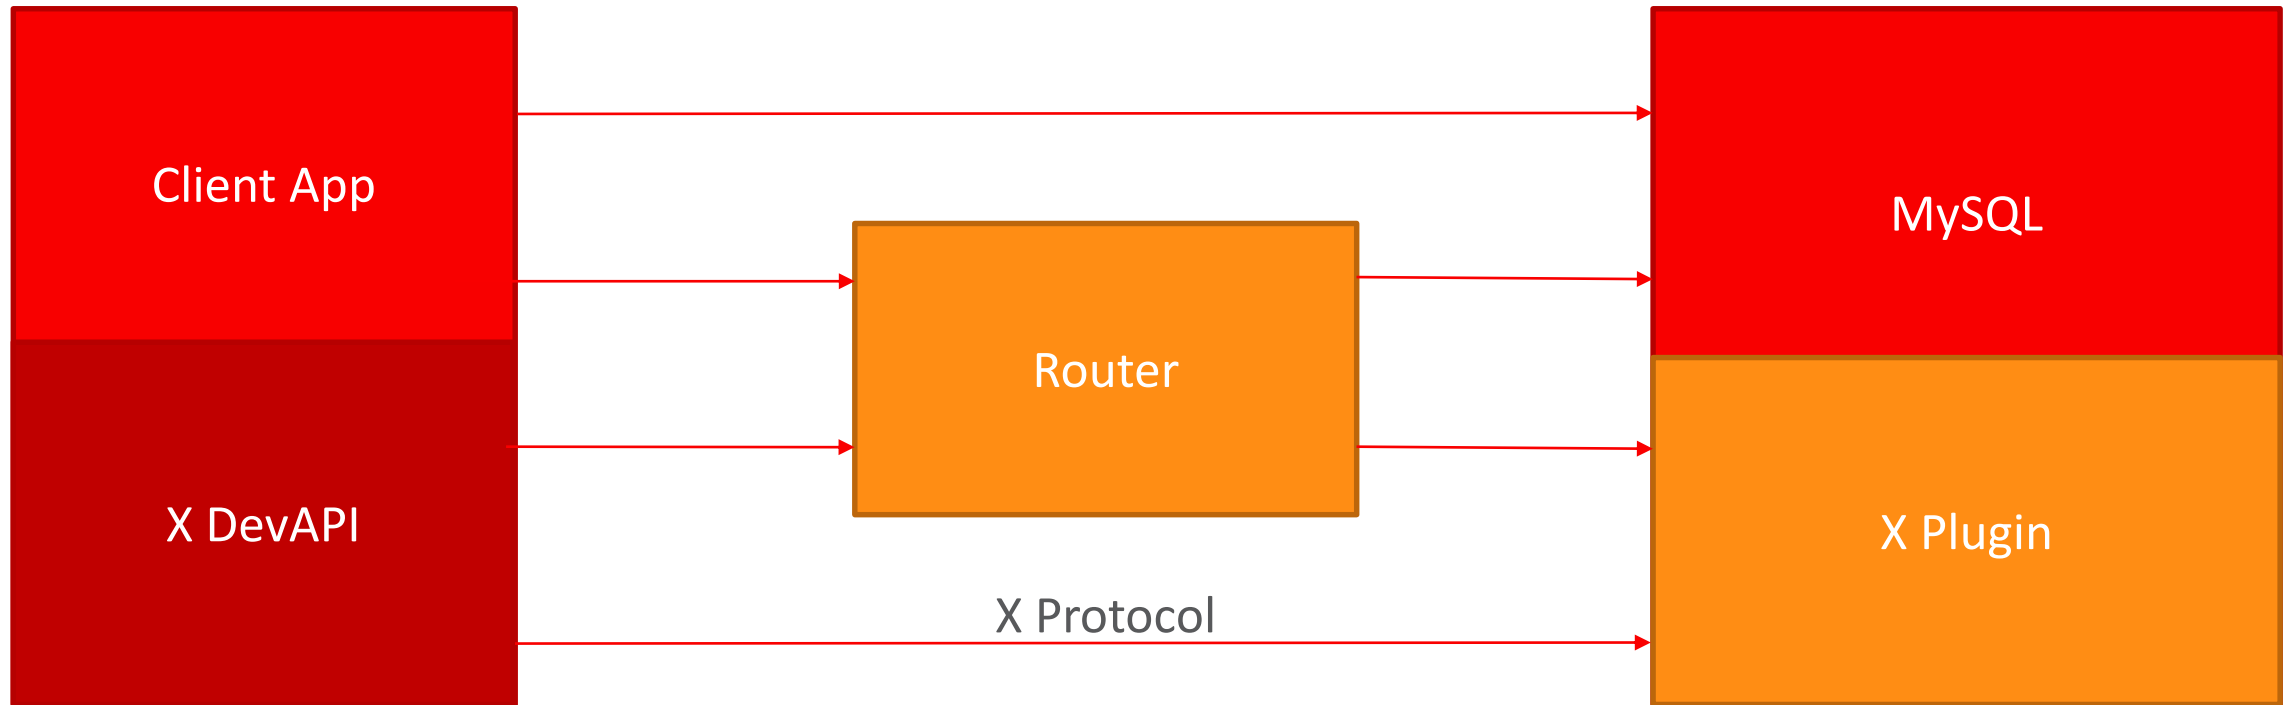 Client App
MySQL
Router
X DevAPI
X Plugin
X Protocol